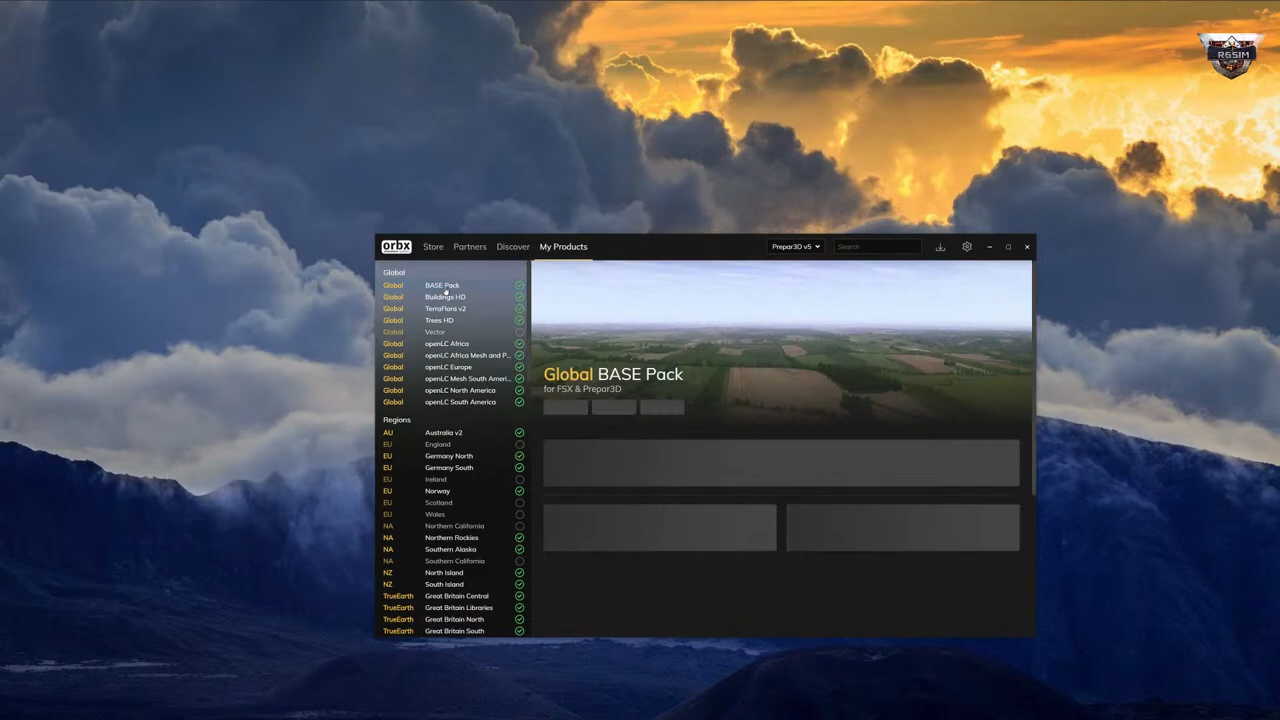 R6SIM
orbx
Store
Partners
Discover
My Products
Prepar3D v5
Search
Global
Global BASE Pack
Global Buildings HD
Global TerraFlora v2
Global Trees HD
Global Vector
Global openLC Africa
Global openLC Africa Mesh and P...
Global openLC Europe
Global openLC Mesh South Ameri...
Global openLC North America
Global openLC South America
Regions
AU Australia v2
EU England
EU Germany North
EU Germany South
EU Ireland
EU Norway
EU Scotland
EU Wales
NA Northern California
NA Northern Rockies
NA Southern Alaska
NA Southern California
NZ North Island
NZ South Island
TrueEarth Great Britain Central
TrueEarth Great Britain Libraries
TrueEarth Great Britain North
TrueEarth Great Britain South
Global BASE Pack
for FSX & Prepar3D